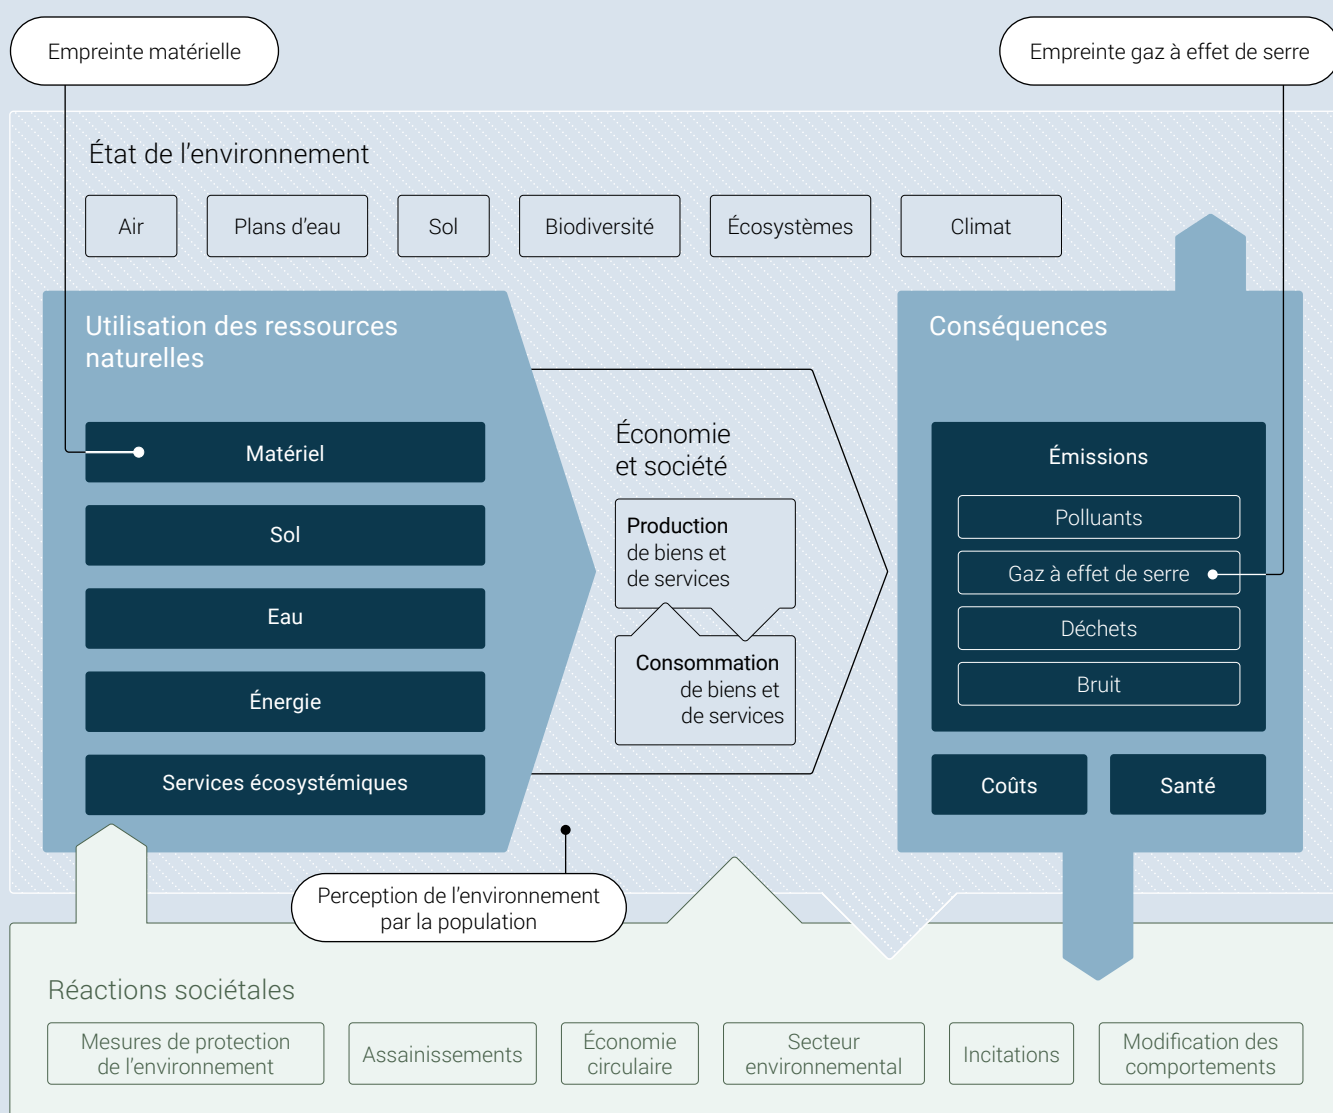 Empreinte matérielle
Empreinte gaz à effet de serre
État de l'environnement
Air
Plans d'eau
Sol
Biodiversité
Écosystèmes
Climat
Utilisation des ressources
naturelles
Matériel
Sol
Eau
Énergie
Services écosystémiques
Économie
et société
Production
de biens et
de services
Consommation
de biens et
de services
Conséquences
Émissions
Polluants
Gaz à effet de serre
Déchets
Bruit
Coûts
Santé
Perception de l'environnement
par la population
Réactions sociétales
Mesures de protection
de l'environnement
Assainissements
Économie
circulaire
Secteur
environnemental
Incitations
Modification des
comportements